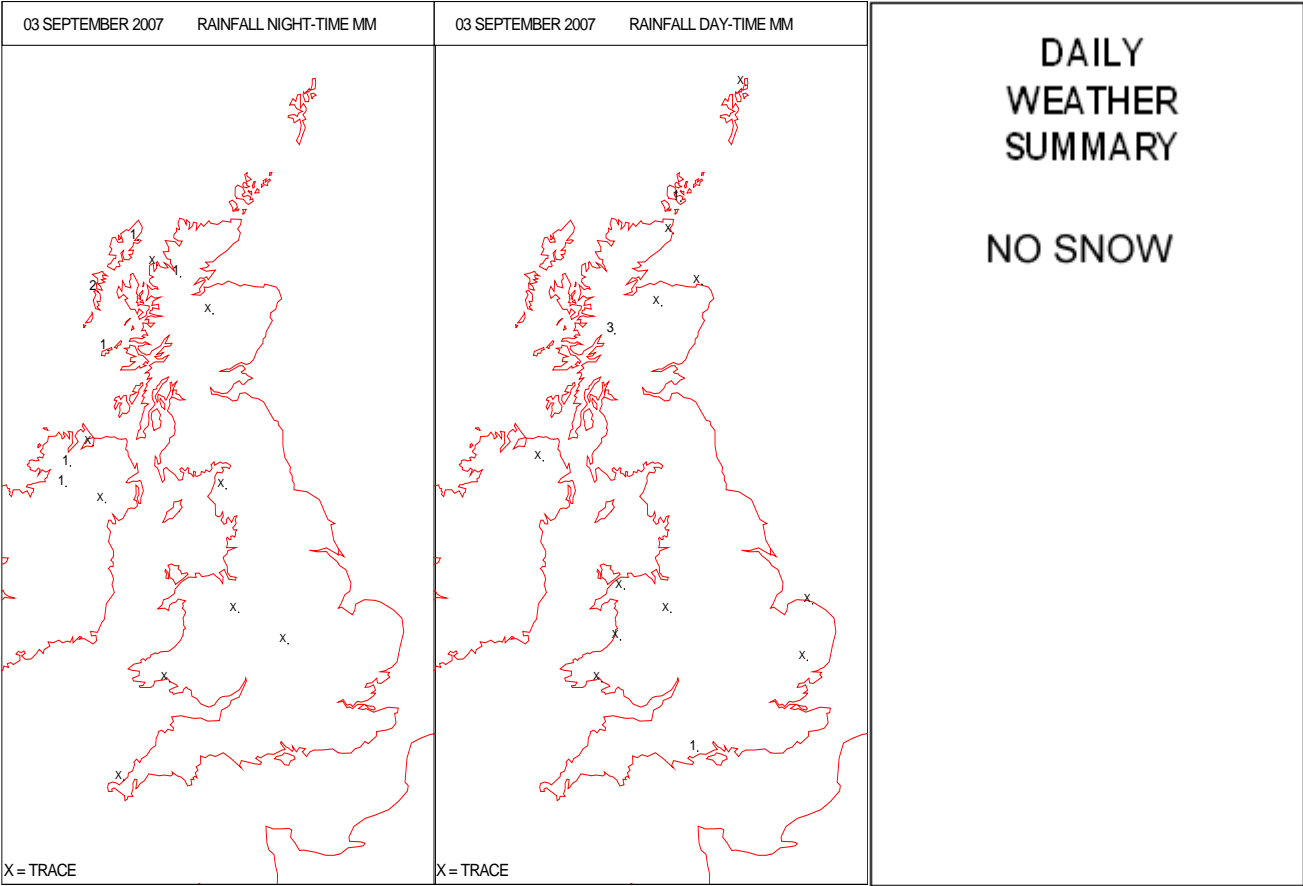 03 SEPTEMBER 2007 RAINFALL NIGHT-TIME MM
1
X
1
2
X
1
X
1
1
X
X
X
X
X
X
X = TRACE
03 SEPTEMBER 2007 RAINFALL DAY-TIME MM
X
1
X
X
X
3
X
X
X
X
X
X
X
1
X = TRACE
DAILY
WEATHER
SUMMARY
NO SNOW